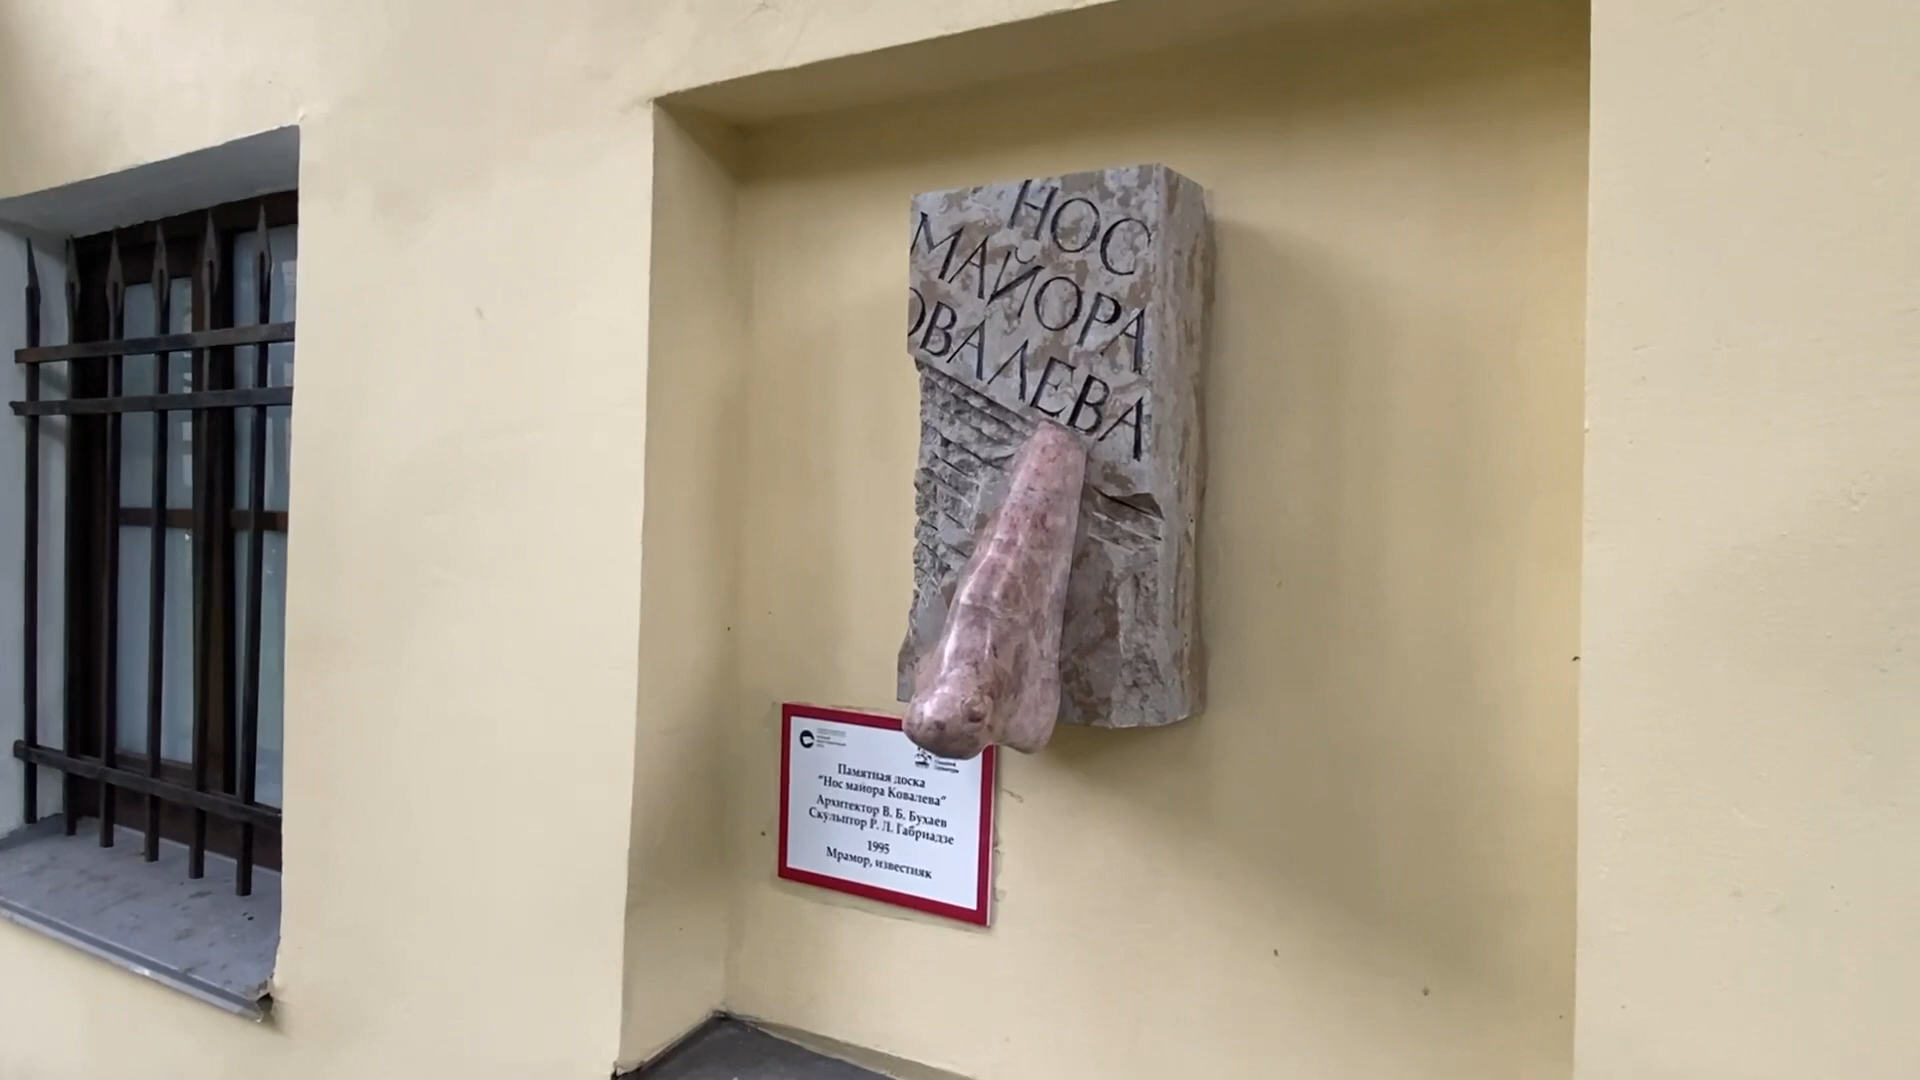 НОС
МАЙОРА
ОВАЛЕВА
Памятная доска
"Нос майора Ковалева"
Архитектор В. Б. Бухаев
Скульптор Р. Л. Габриадзе
1995
Мрамор, известняк